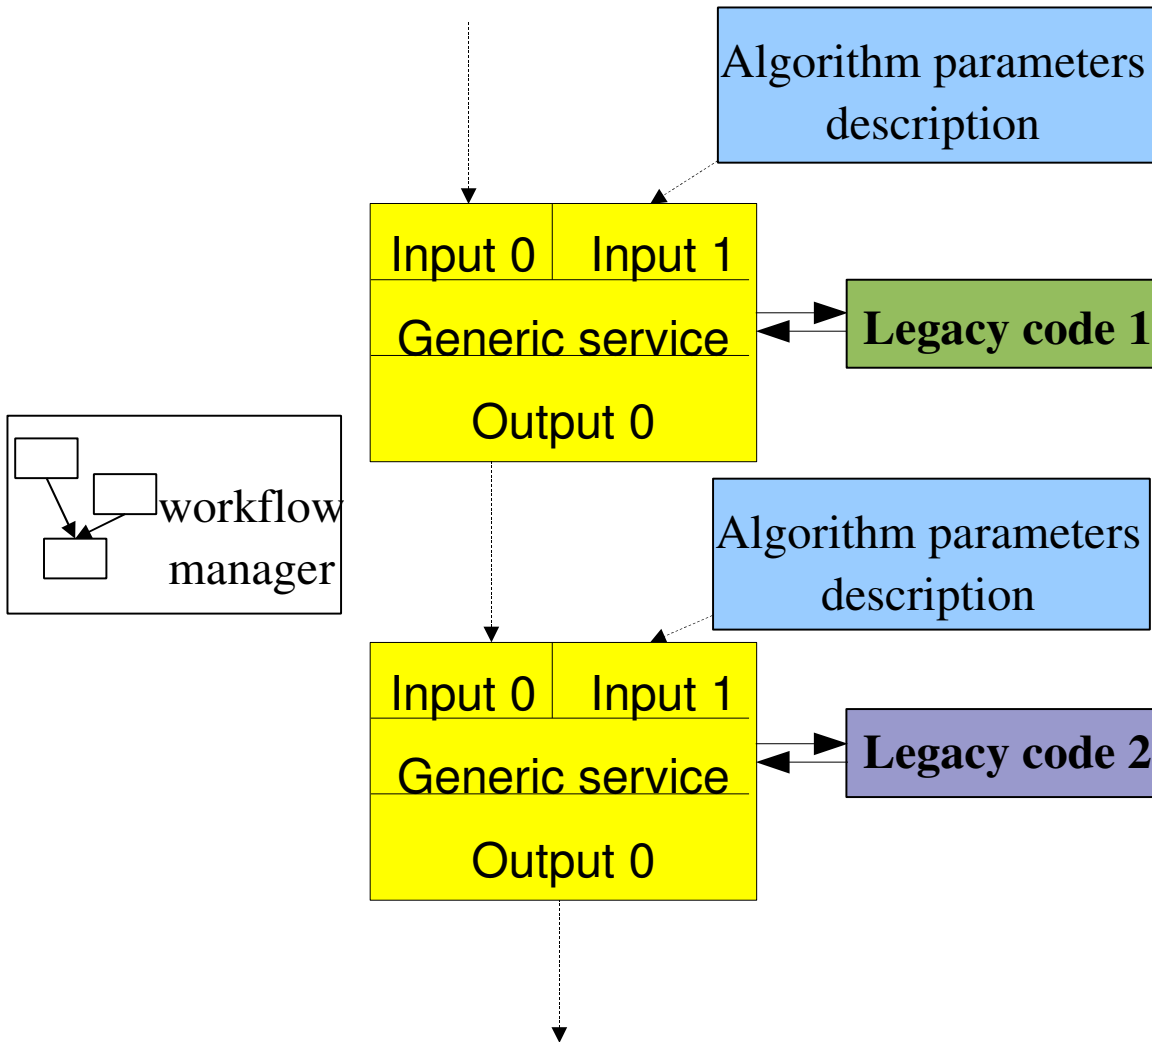 Algorithm parameters
description
Input 0
Input 1
Generic service
Legacy code 1
Output 0
workflow
manager
Algorithm parameters
description
Input 0
Input 1
Generic service
Legacy code 2
Output 0